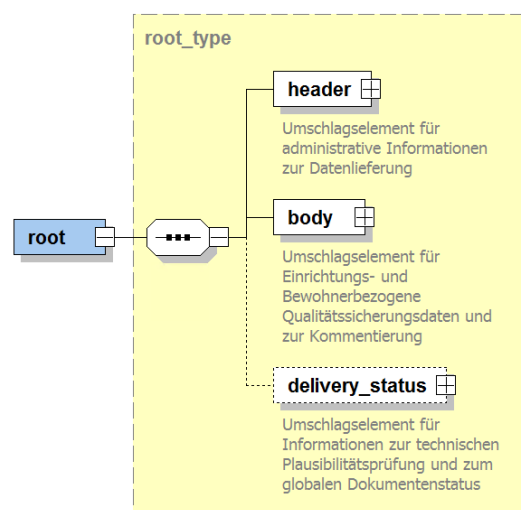 root_type
header
Umschlagselement für
administrative Informationen
zur Datenlieferung
body
Umschlagselement für
Einrichtungs- und
Bewohnerbezogene
Qualitätssicherungsdaten und
zur Kommentierung
root
delivery_status
Umschlagselement für
Informationen zur technischen
Plausibilitätsprüfung und zum
globalen Dokumentenstatus